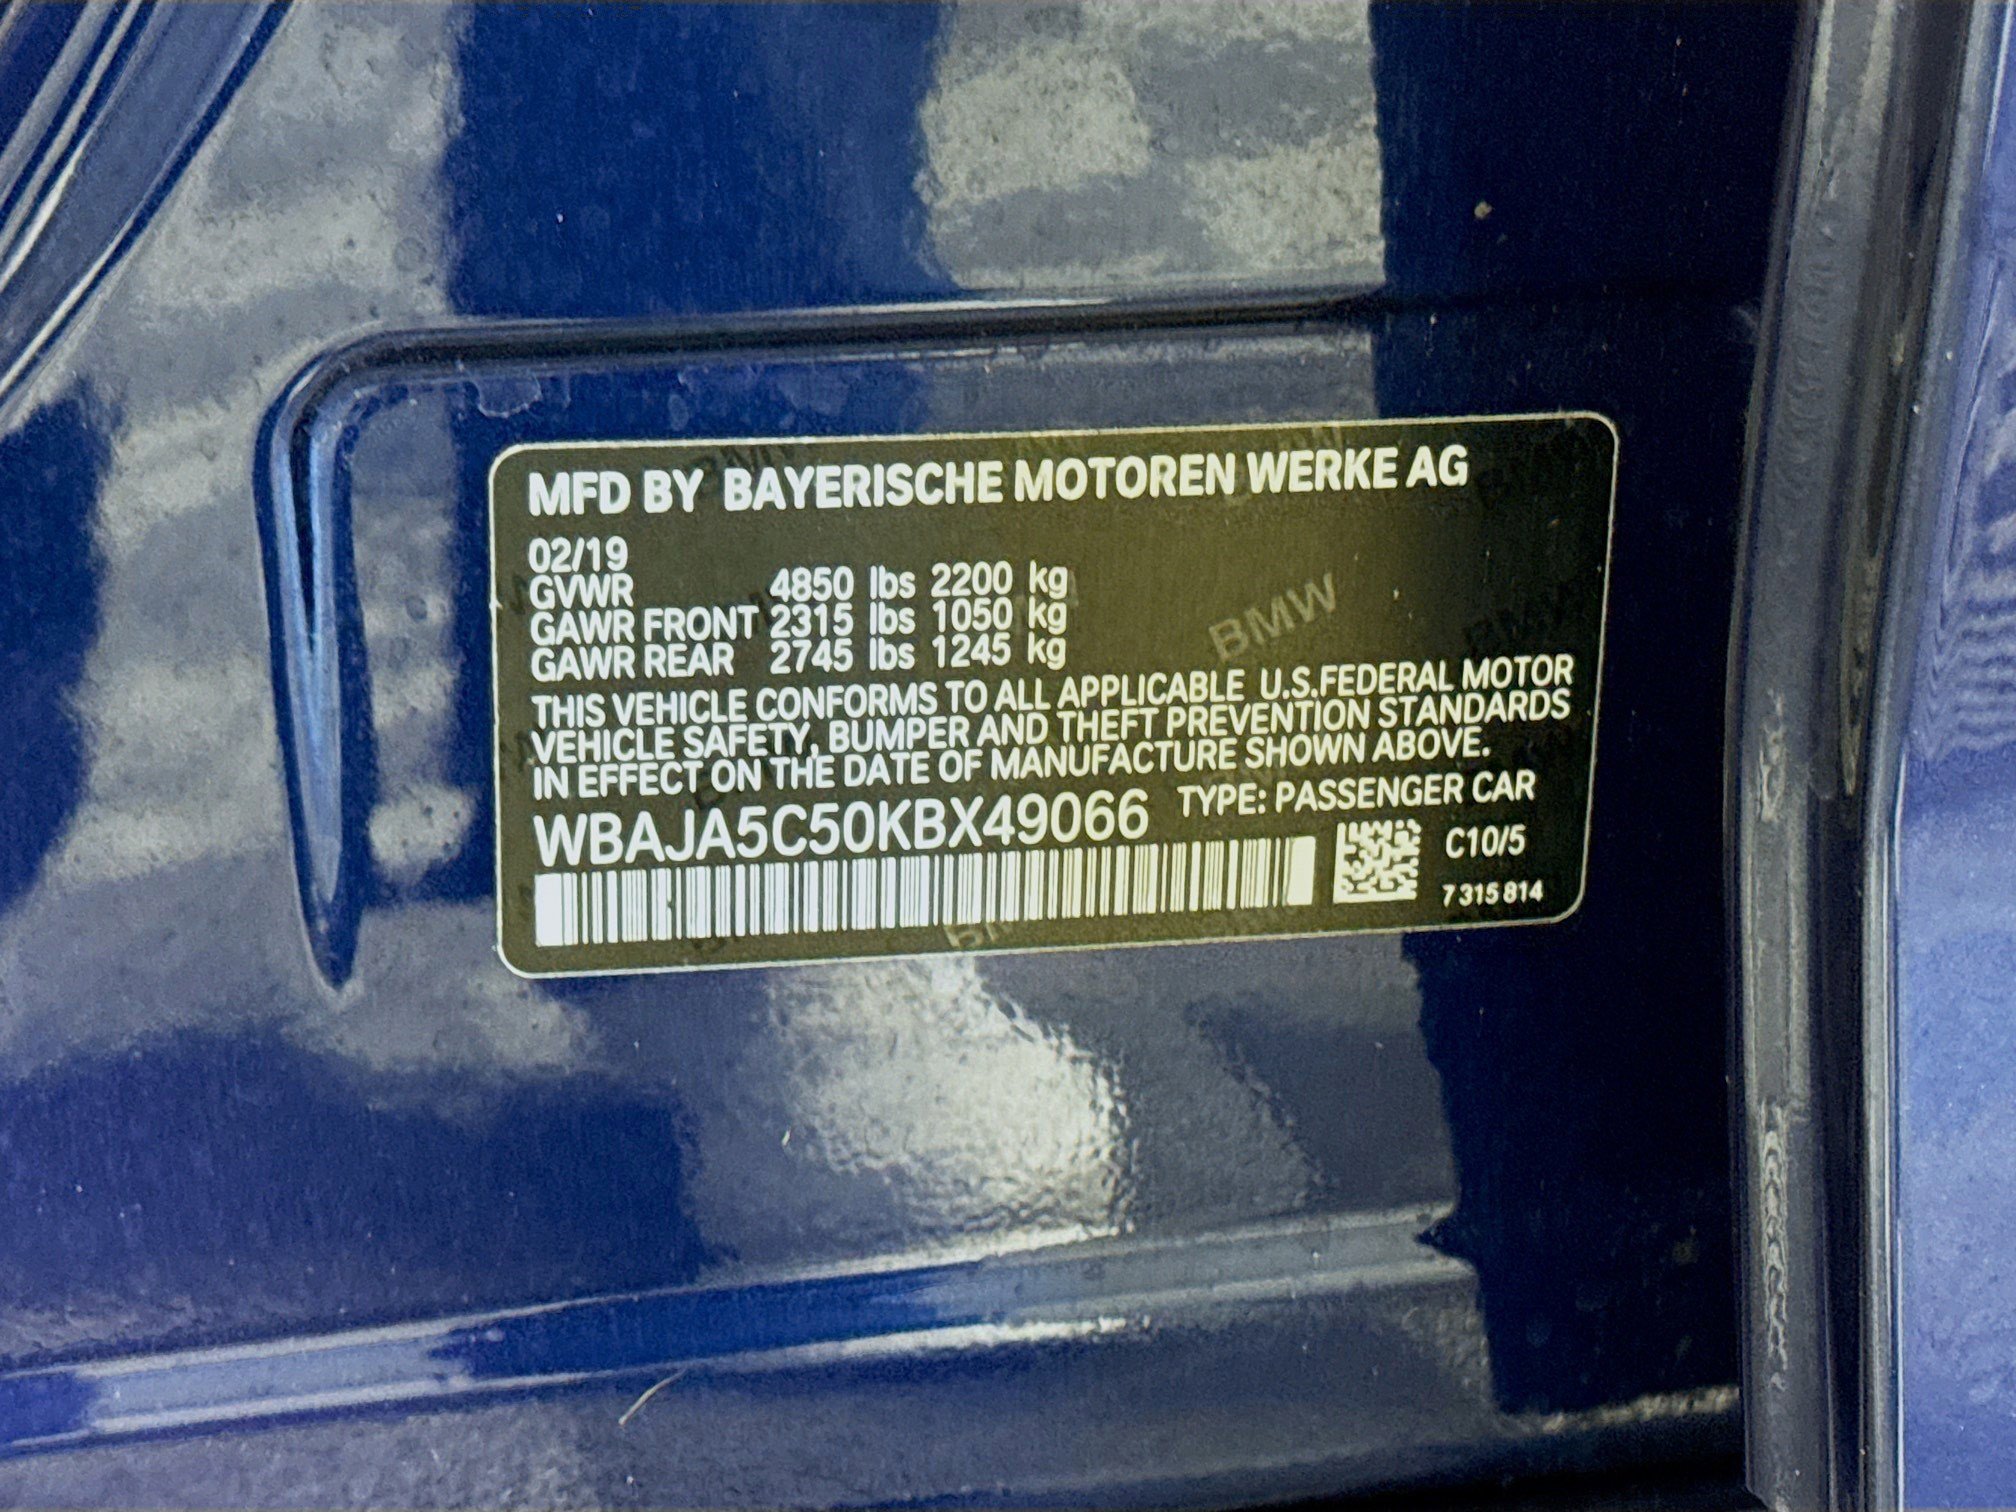 MFD BY BAYERISCHE MOTOREN WERKE AG
02/19
GVWR 4850 lbs 2200 kg
GAWR FRONT 2315 lbs 1050 kg
GAWR REAR 2745 lbs 1245 kg
BMW
THIS VEHICLE CONFORMS TO ALL APPLICABLE U.S.FEDERAL MOTOR
VEHICLE SAFETY, BUMPER AND THEFT PREVENTION STANDARDS
IN EFFECT ON THE DATE OF MANUFACTURE SHOWN ABOVE.
WBAJA5C50KBX49066 TYPE: PASSENGER CAR
C10/5
7 315 814